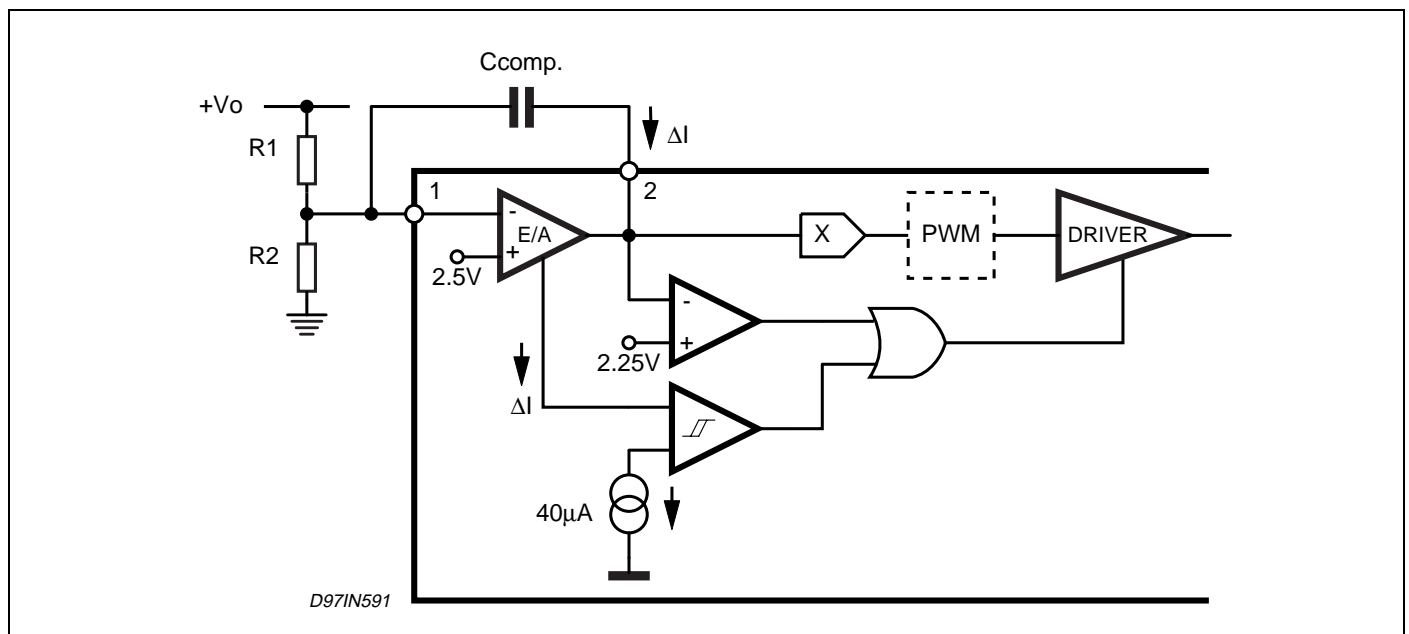 Ccomp.
+Vo
ΔI
R1
1
2
-
E/A
X
PWM
DRIVER
+
R2
2.5V
-
+
2.25V
ΔI
40µA
D97IN591